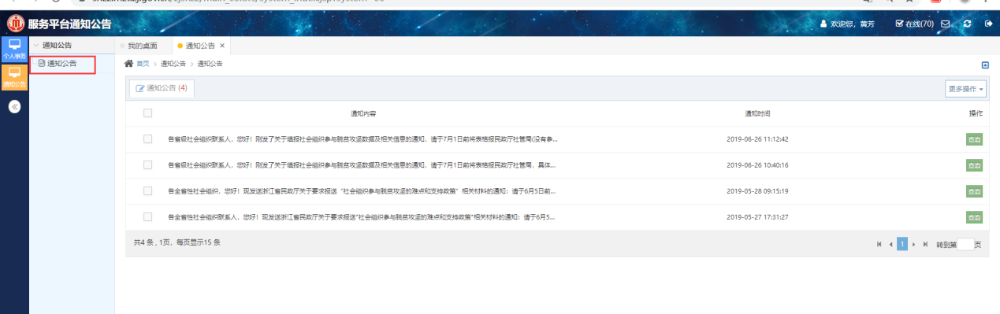 服务平台通知公告
欢迎您，黄芳 在线(70)
个人事务
通知公告
通知公告
通知公告
我的桌面
通知公告 ×
首页 > 通知公告 > 通知公告
通知公告 (4)
更多操作
通知内容 通知时间 操作
各省级社会组织联系人，您好！刚发了关于填报社会组织参与脱贫攻坚数据及相关信息的通知，请于7月1日前将表格报民政厅社管局(没有参... 2019-06-26 11:12:42 查看
各省级社会组织联系人，您好！刚发了关于填报社会组织参与脱贫攻坚数据及相关信息的通知，请于7月1日前将表格报民政厅社管局，具体... 2019-06-26 10:40:16 查看
各全省性社会组织，您好！现发送浙江省民政厅关于要求报送“社会组织参与脱贫攻坚的难点和支持政策”相关材料的通知：请于6月5日前... 2019-05-28 09:15:19 查看
各全省性社会组织联系人，您好！现发送浙江省民政厅关于要求报送"社会组织参与脱贫攻坚的难点和支持政策"相关材料的通知：请于6月5... 2019-05-27 17:31:27 查看
共4 条 , 1页，每页显示15 条
1 转到第 页